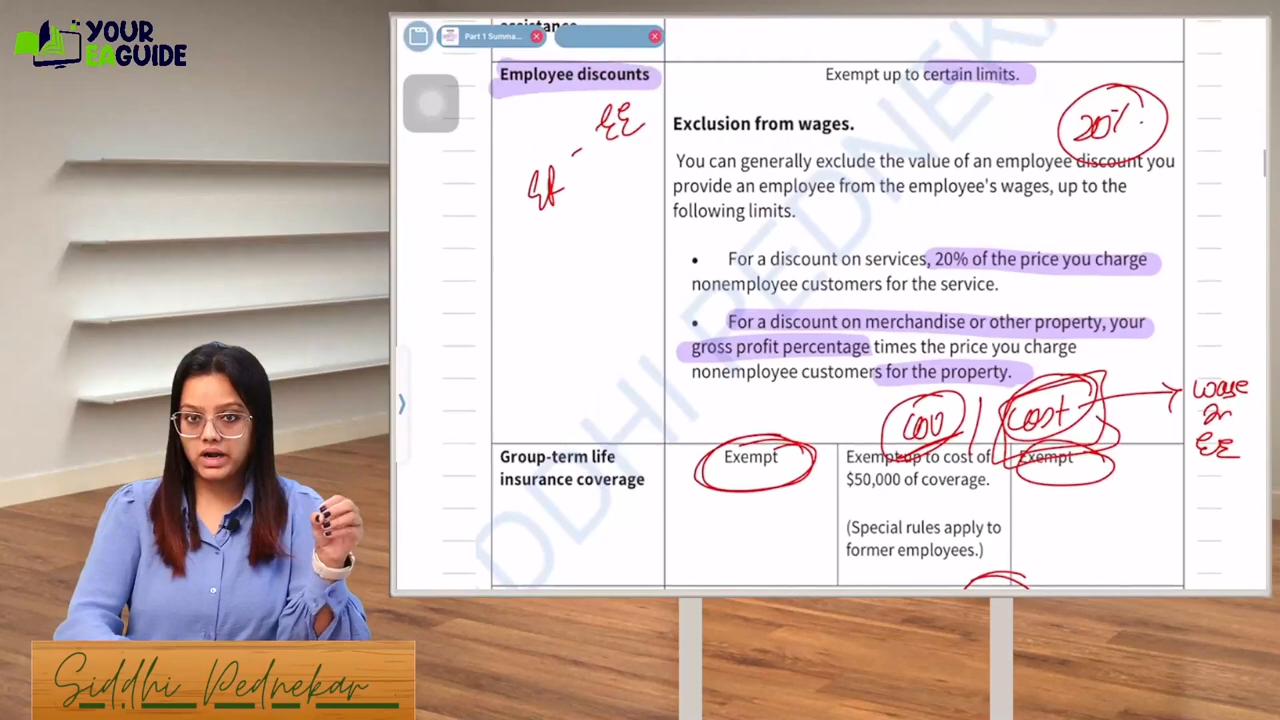 YOUR
EAGUIDE
assistance
Part 1 Summa...
Employee discounts
Exempt up to certain limits.
20%
EE
-
ER
Exclusion from wages.
You can generally exclude the value of an employee discount you
provide an employee from the employee's wages, up to the
following limits.
• For a discount on services, 20% of the price you charge
nonemployee customers for the service.
• For a discount on merchandise or other property, your
gross profit percentage times the price you charge
nonemployee customers for the property.
cost
EE
Group-term life
insurance coverage
Exempt
Exempt up to cost of
$50,000 of coverage.
(Special rules apply to
former employees.)
Exempt
DDHI PEDNEKA
Siddhi Pednekar